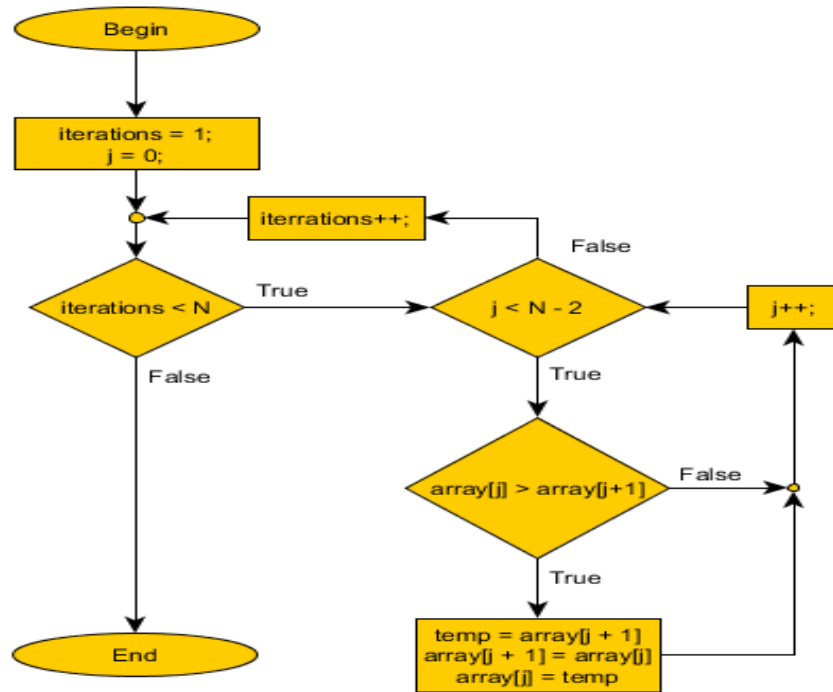 Begin
iterations = 1;
j = 0;
iterrations++;
False
iterations < N
True
j < N - 2
j++;
False
True
array[j] > array[j+1]
False
True
temp = array[j + 1]
array[j + 1] = array[j]
array[j] = temp
End